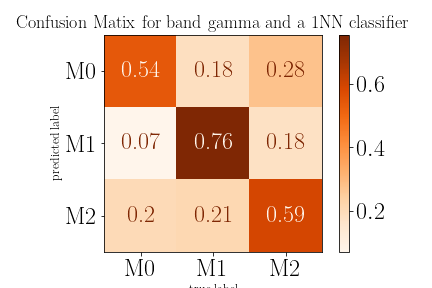 Confusion Matix for band gamma and a 1NN classifier
predicted label
M0 0.54 0.18 0.28
M1 0.07 0.76 0.18
M2 0.2 0.21 0.59
M0 M1 M2
true label
0.6
0.4
0.2